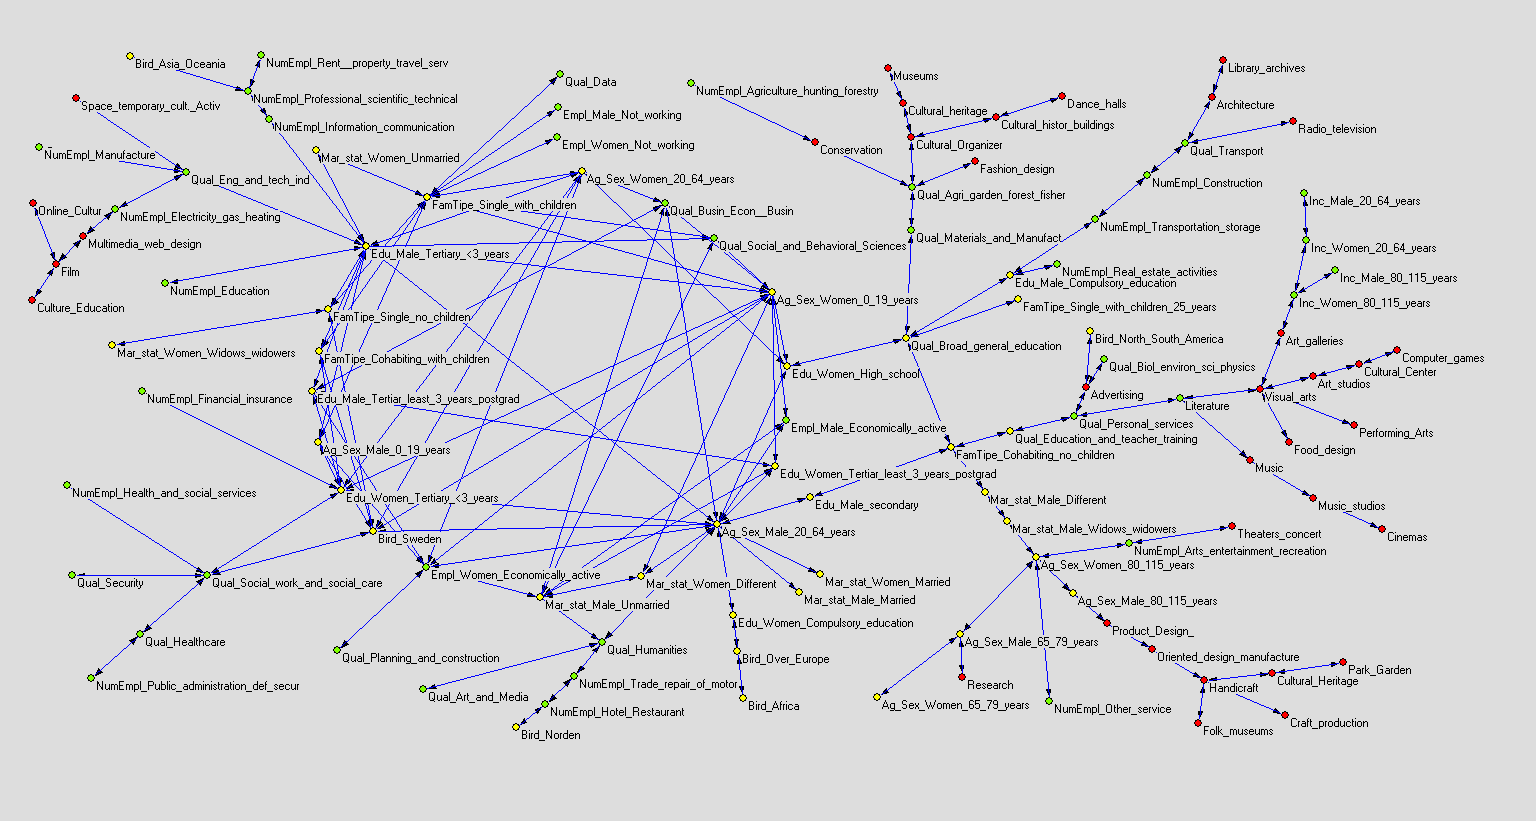 Bird_Asia_Oceania
NumEmpl_Rent__property_travel_serv
Space_temporary_cult._Activ
NumEmpl_Professional_scientific_technical
NumEmpl_Information_communication
NumEmpl_Manufacture
Qual_Eng_and_tech_ind
Online_Cultur
NumEmpl_Electricity_gas_heating
Multimedia_web_design
Film
Culture_Education
NumEmpl_Education
Mar_stat_Women_Widows_widowers
NumEmpl_Financial_insurance
NumEmpl_Health_and_social_services
Qual_Security
Qual_Social_work_and_social_care
Qual_Healthcare
NumEmpl_Public_administration_def_secur
Qual_Data
Empl_Male_Not_working
Empl_Women_Not_working
Mar_stat_Women_Unmarried
Ag_Sex_Women_20_64_years
FamTipe_Single_with_children
Qual_Busin_Econ__Busin
Qual_Social_and_Behavioral_Sciences
Edu_Male_Tertiary_<3_years
Ag_Sex_Women_0_19_years
FamTipe_Single_no_children
FamTipe_Cohabiting_with_children
Edu_Women_High_school
Edu_Male_Tertiar_least_3_years_postgrad
Empl_Male_Economically_active
Ag_Sex_Male_0_19_years
Edu_Women_Tertiar_least_3_years_postgrad
Edu_Women_Tertiary_<3_years
Edu_Male_secondary
Bird_Sweden
Ag_Sex_Male_20_64_years
Empl_Women_Economically_active
Mar_stat_Women_Different
Mar_stat_Women_Married
Mar_stat_Male_Married
Mar_stat_Male_Unmarried
Edu_Women_Compulsory_education
Qual_Humanities
Qual_Planning_and_construction
Bird_Over_Europe
NumEmpl_Trade_repair_of_motor
Qual_Art_and_Media
Bird_Africa
NumEmpl_Hotel_Restaurant
Bird_Norden
NumEmpl_Agriculture_hunting_forestry
Museums
Cultural_heritage
Dance_halls
Cultural_histor_buildings
Cultural_Organizer
Conservation
Fashion_design
Qual_Agri_garden_forest_fisher
Qual_Materials_and_Manufact
Library_archives
Architecture
Radio_television
Qual_Transport
NumEmpl_Construction
NumEmpl_Transportation_storage
NumEmpl_Real_estate_activities
Edu_Male_Compulsory_education
FamTipe_Single_with_children_25_years
Qual_Broad_general_education
Inc_Male_20_64_years
Inc_Women_20_64_years
Inc_Male_80_115_years
Inc_Women_80_115_years
Bird_North_South_America
Art_galleries
Qual_Biol_environ_sci_physics
Computer_games
Cultural_Center
Art_studios
Advertising
Visual_arts
Literature
Qual_Personal_services
Performing_Arts
Qual_Education_and_teacher_training
Food_design
FamTipe_Cohabiting_no_children
Music
Mar_stat_Male_Different
Music_studios
Mar_stat_Male_Widows_widowers
Theaters_concert
Cinemas
NumEmpl_Arts_entertainment_recreation
Ag_Sex_Women_80_115_years
Ag_Sex_Male_80_115_years
Product_Design_
Ag_Sex_Male_65_79_years
Oriented_design_manufacture
Park_Garden
Research
Cultural_Heritage
Handicraft
Ag_Sex_Women_65_79_years
NumEmpl_Other_service
Craft_production
Folk_museums